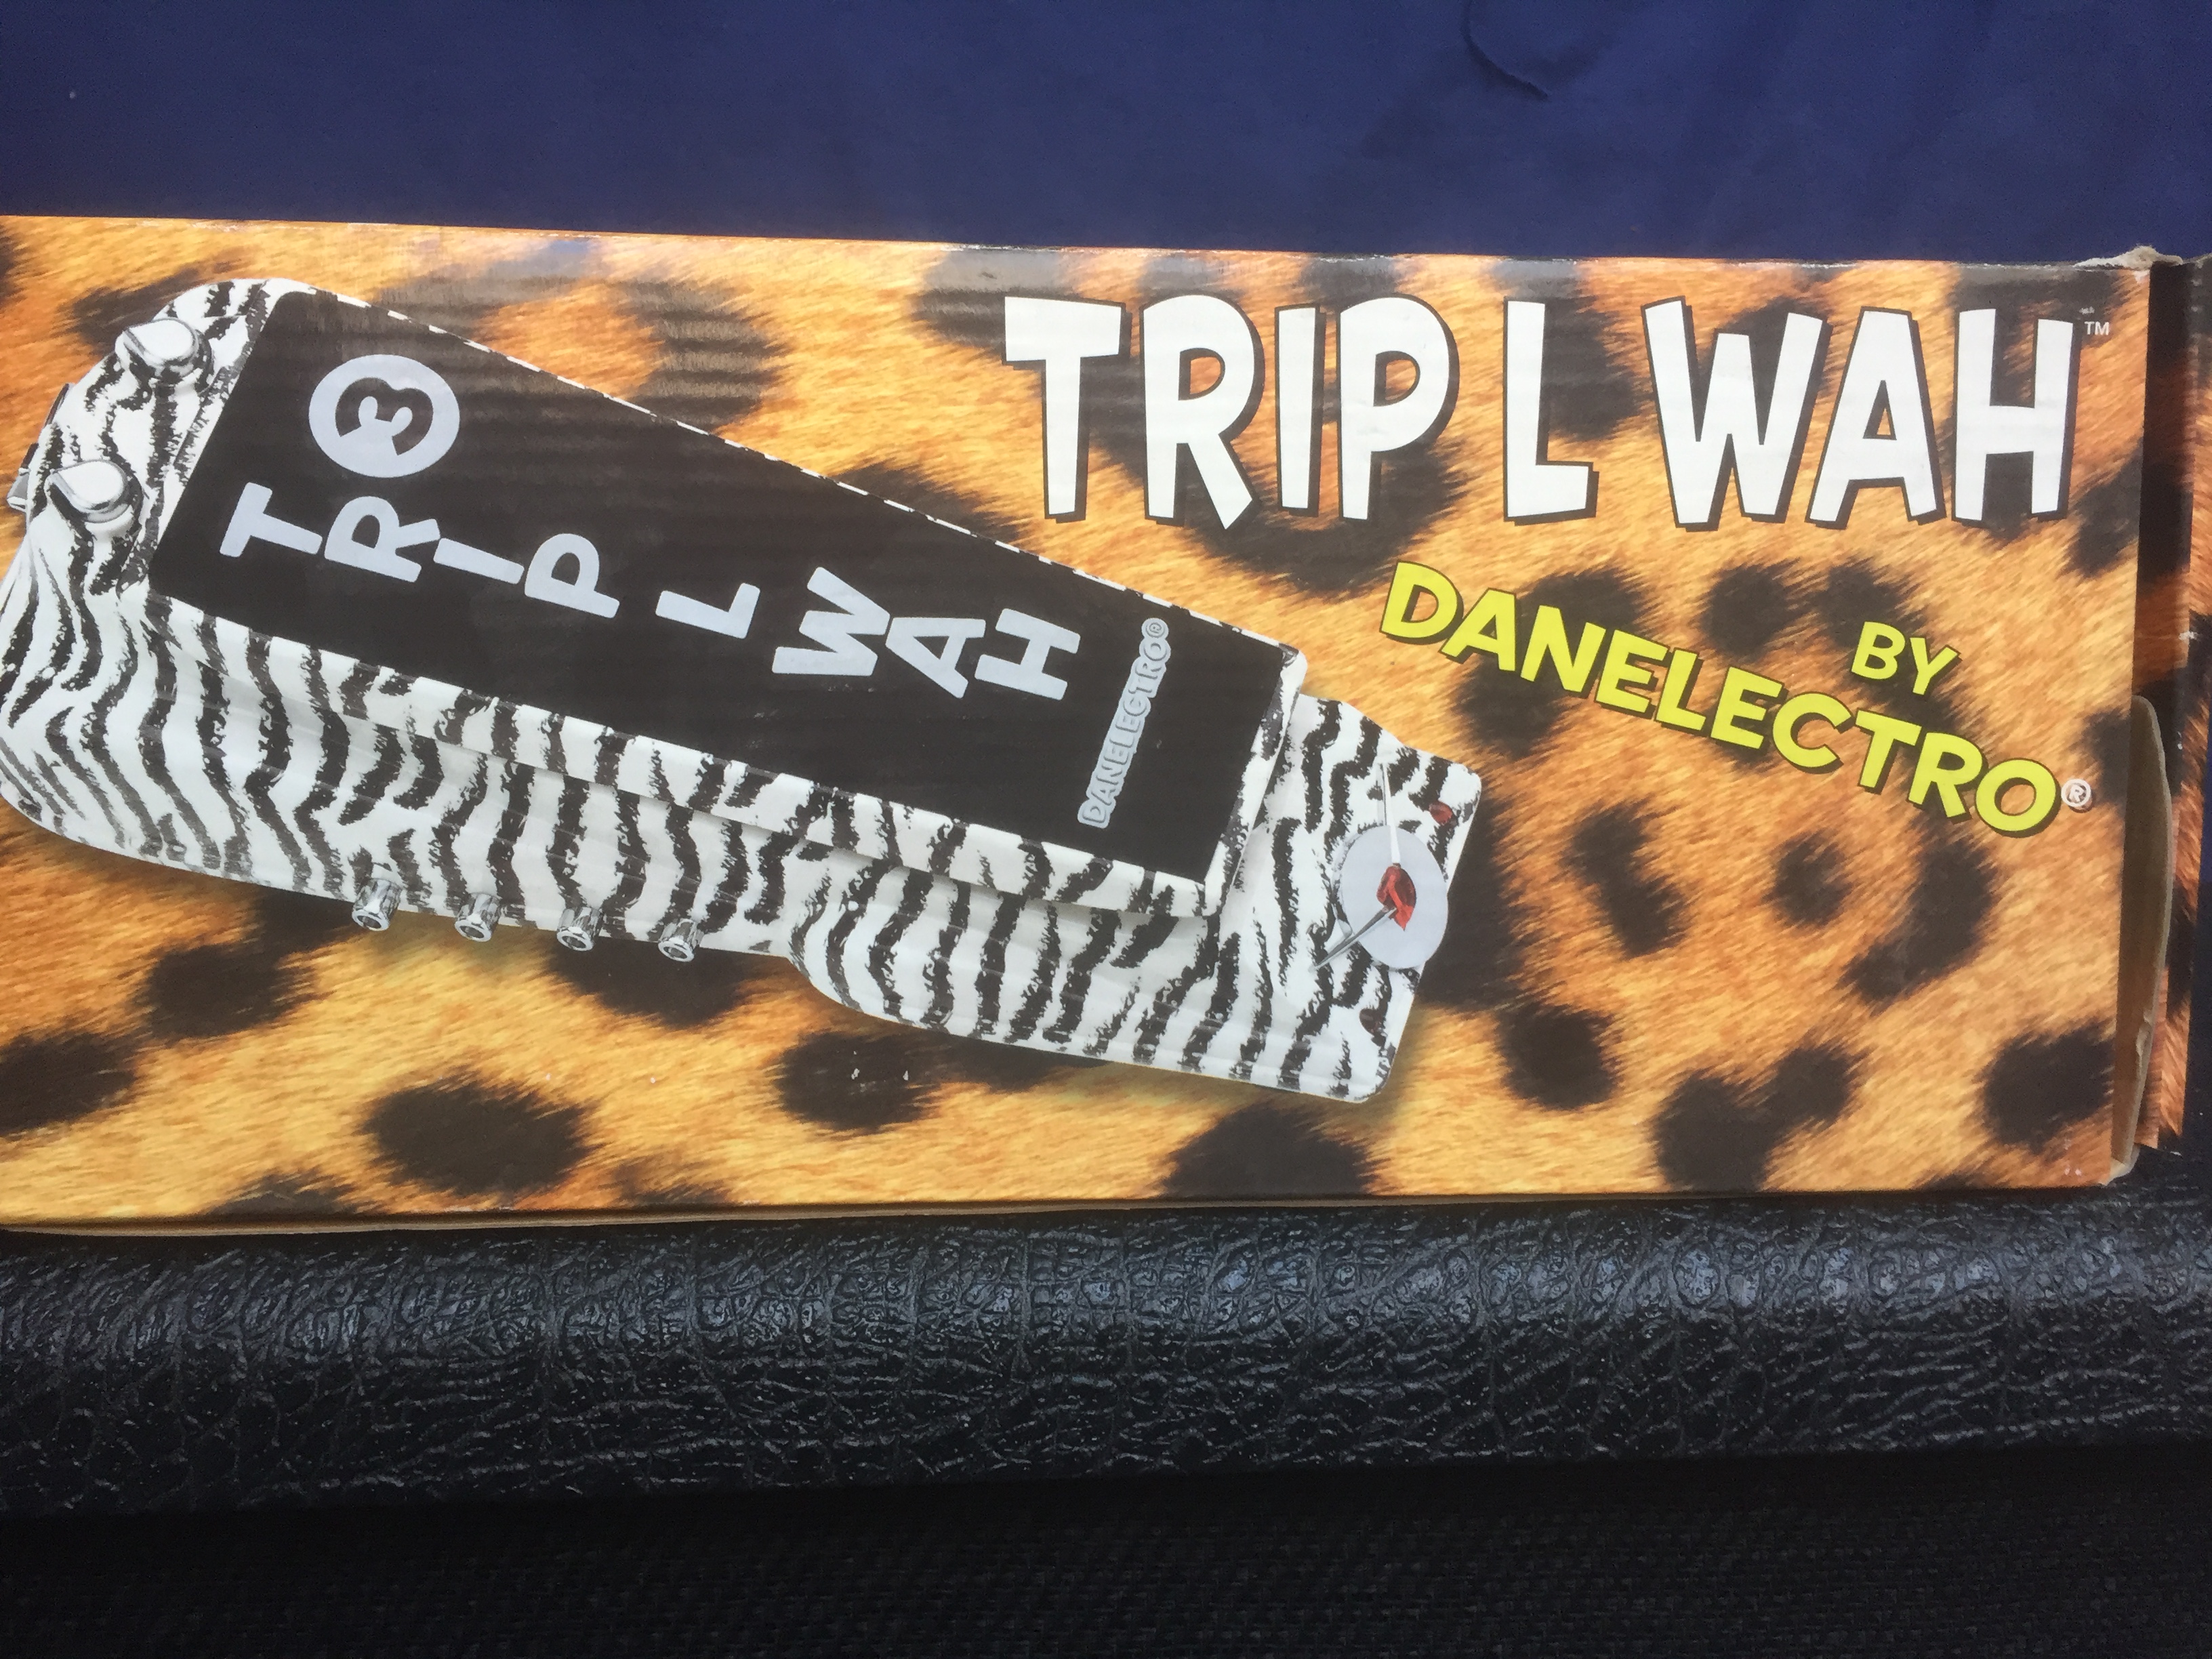 TRIP L WAH™
BY
DANELECTRO®
3
TRIP L WAH
DANELECTRO®